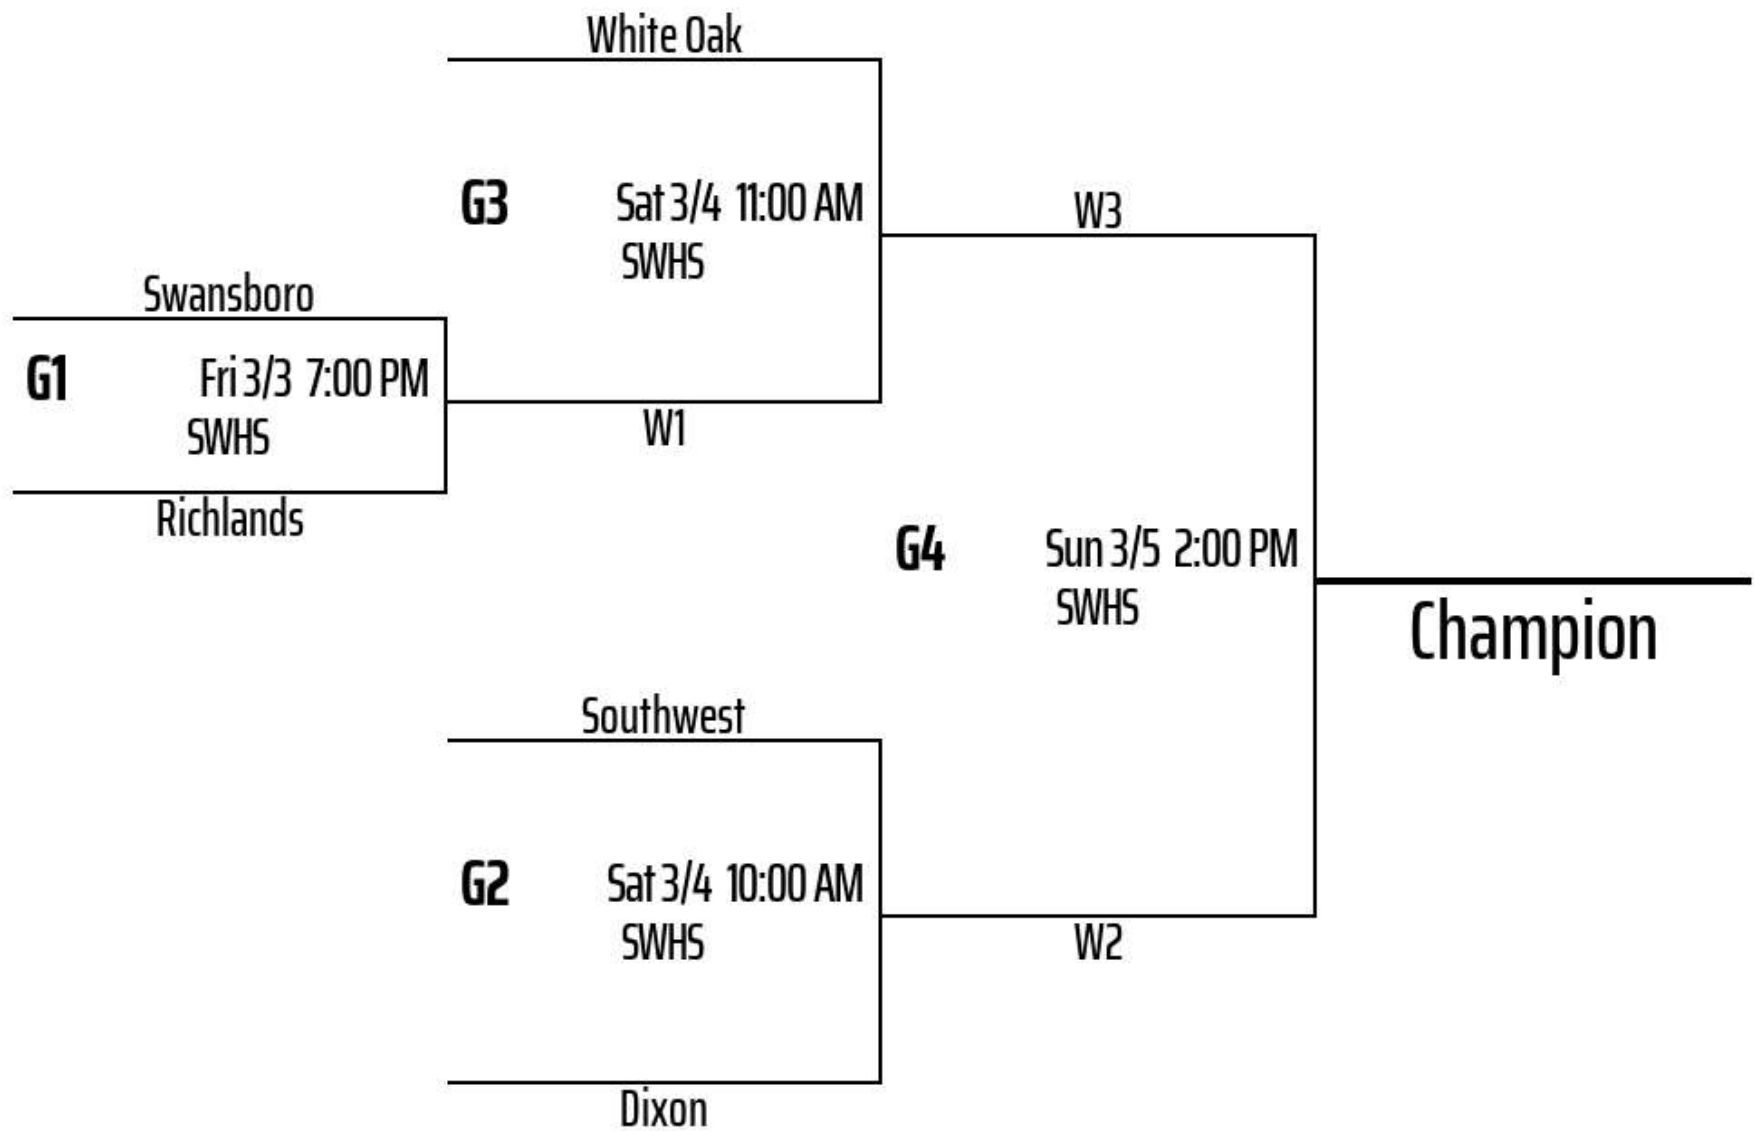 White Oak
G3 Sat 3/4 11:00 AM
SWHS
W3
Swansboro
G1 Fri 3/3 7:00 PM
SWHS
W1
Richlands
G4 Sun 3/5 2:00 PM
SWHS
Champion
Southwest
G2 Sat 3/4 10:00 AM
SWHS
W2
Dixon